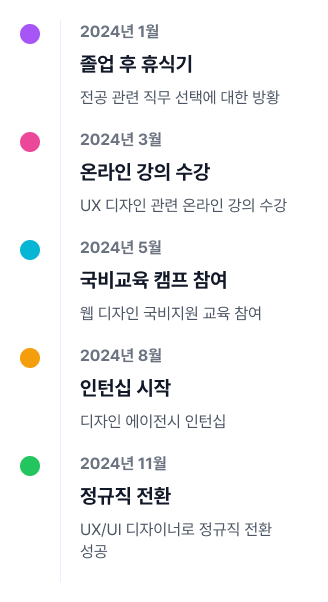 2024년 1월
졸업 후 휴식기
전공 관련 직무 선택에 대한 방황
2024년 3월
온라인 강의 수강
UX 디자인 관련 온라인 강의 수강
2024년 5월
국비교육 캠프 참여
웹 디자인 국비지원 교육 참여
2024년 8월
인턴십 시작
디자인 에이전시 인턴십
2024년 11월
정규직 전환
UX/UI 디자이너로 정규직 전환
성공